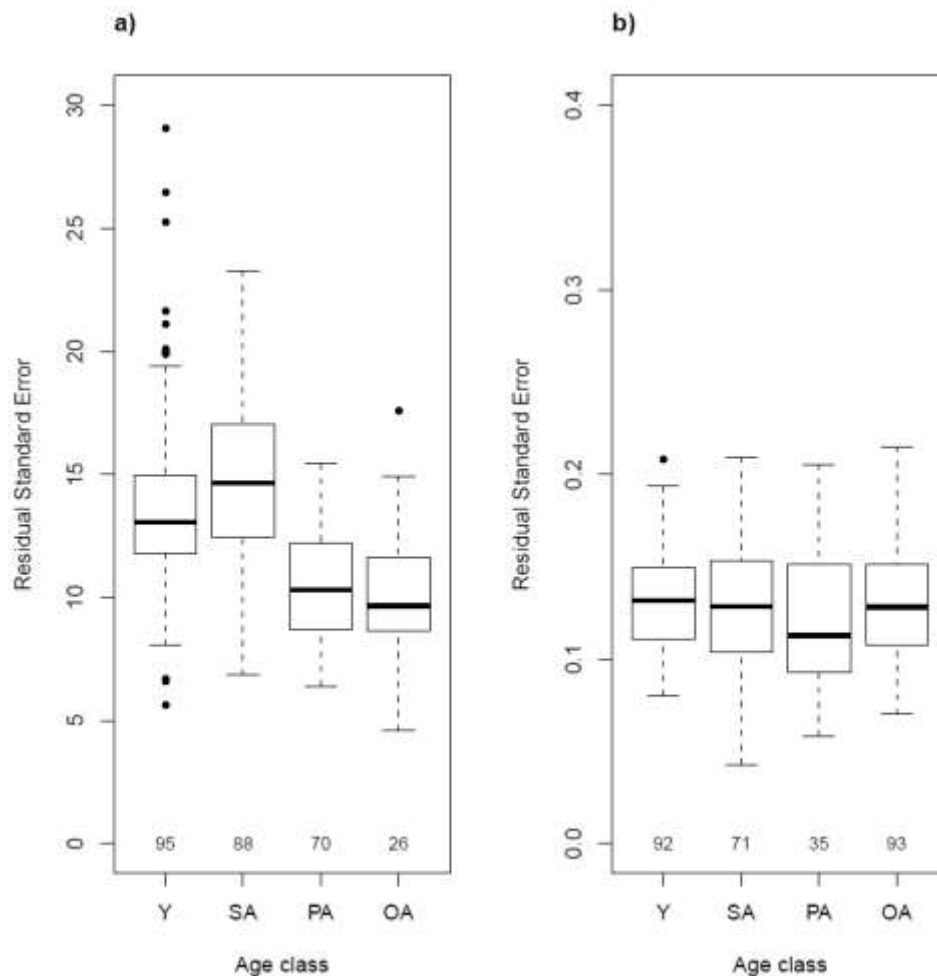 a)
Residual Standard Error
30
25
20
15
10
5
0
95 88 70 26
Y SA PA OA
Age class
b)
Residual Standard Error
0.4
0.3
0.2
0.1
0.0
92 71 35 93
Y SA PA OA
Age class